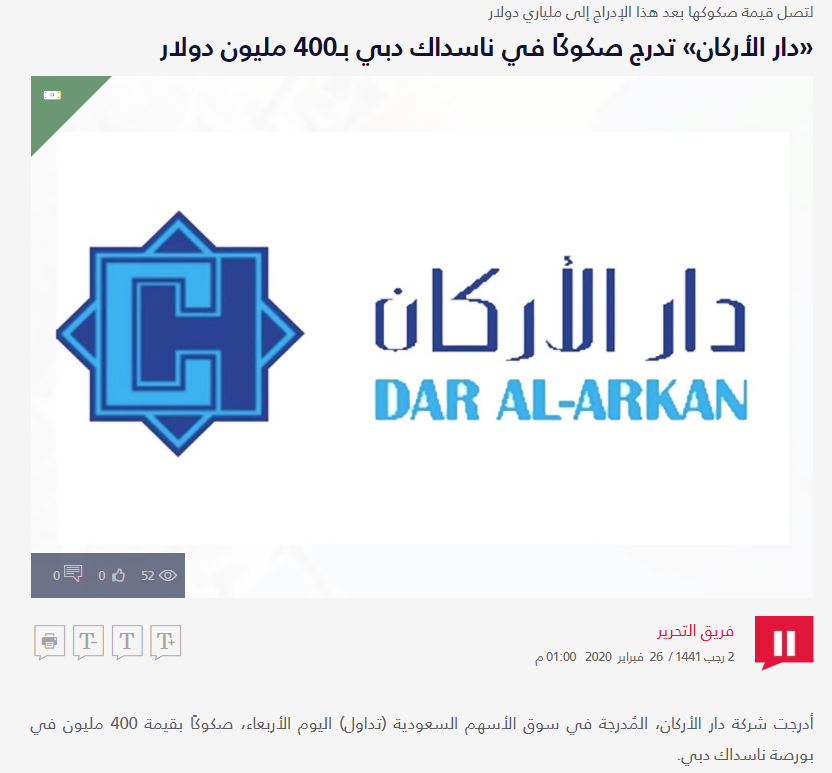 لتصل قيمة صكوكها بعد هذا الإدراج إلى ملياري دولار
«دار الأركان» تدرج صكوكًا في ناسداك دبي بـ400 مليون دولار
دار الأركان
DAR AL-ARKAN
52 0 0
فريق التحرير
2 رجب 1441 / 26 فبراير 2020 01:00 م
T+ T T-
أدرجت شركة دار الأركان، المُدرجة في سوق الأسهم السعودية (تداول) اليوم الأربعاء، صكوكًا بقيمة 400 مليون في
بورصة ناسداك دبي.